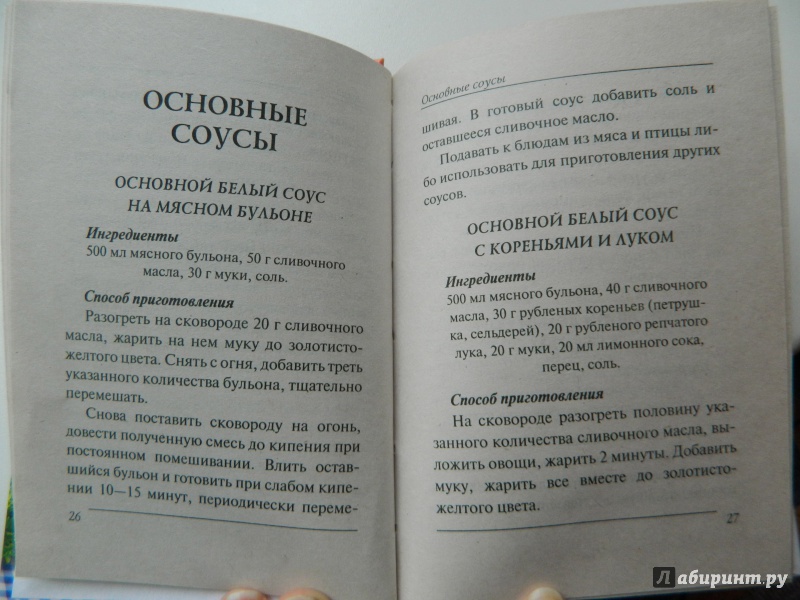 ОСНОВНЫЕ
СОУСЫ
ОСНОВНОЙ БЕЛЫЙ СОУС
НА МЯСНОМ БУЛЬОНЕ
Ингредиенты
500 мл мясного бульона, 50 г сливочного
масла, 30 г муки, соль.
Способ приготовления
Разогреть на сковороде 20 г сливочного
масла, жарить на нем муку до золотисто-
желтого цвета. Снять с огня, добавить треть
указанного количества бульона, тщательно
перемешать.
Снова поставить сковороду на огонь,
довести полученную смесь до кипения при
постоянном помешивании. Влить остав-
шийся бульон и готовить при слабом кипе-
нии 10—15 минут, периодически переме-
26
Основные соусы
шивая. В готовый соус добавить соль и
оставшееся сливочное масло.
Подавать к блюдам из мяса и птицы ли-
бо использовать для приготовления других
соусов.
ОСНОВНОЙ БЕЛЫЙ СОУС
С КОРЕНЬЯМИ И ЛУКОМ
Ингредиенты
500 мл мясного бульона, 40 г сливочного
масла, 30 г рубленых кореньев (петруш-
ка, сельдерей), 20 г рубленого репчатого
лука, 20 г муки, 20 мл лимонного сока,
перец, соль.
Способ приготовления
На сковороде разогреть половину ука-
занного количества сливочного масла, вы-
ложить овощи, жарить 2 минуты. Добавить
муку, жарить все вместе до золотисто-
желтого цвета.
27
лабиринт.ру